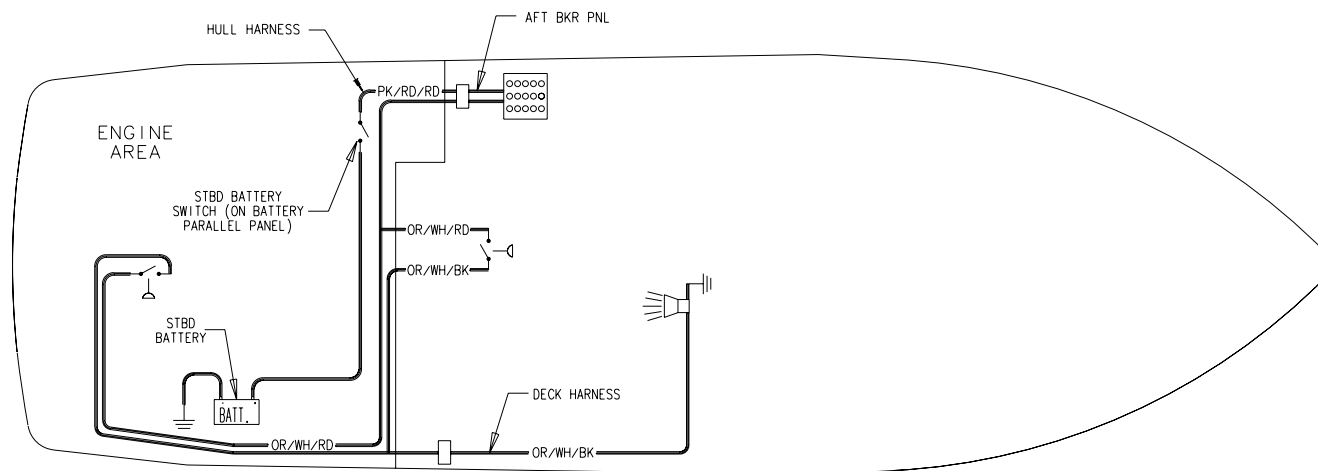 AFT BKR PNL
HULL HARNESS
PK/RD/RD
ENGINE
AREA
STBD BATTERY
SWITCH (ON BATTERY
PARALLEL PANEL)
OR/WH/RD
OR/WH/BK
STBD
BATTERY
BATT.
DECK HARNESS
OR/WH/RD
OR/WH/BK